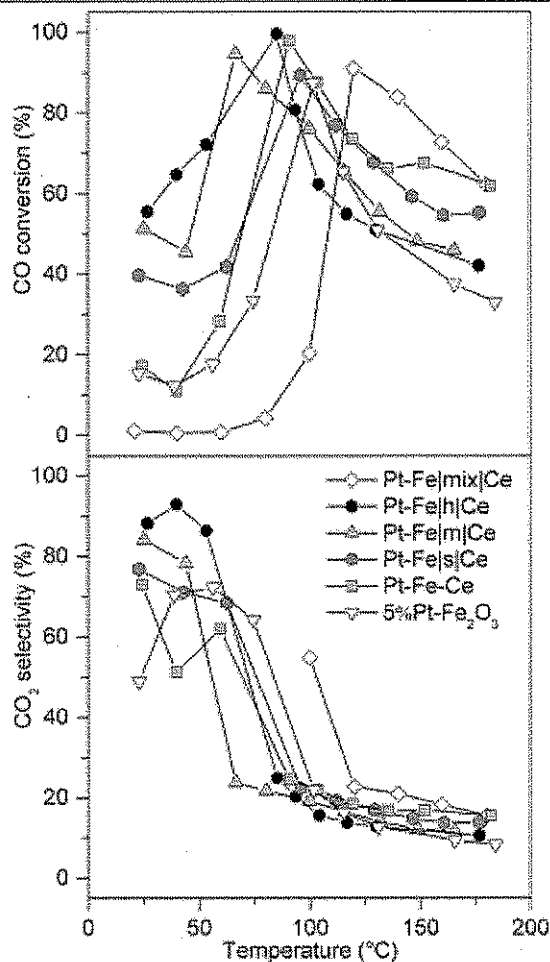 100
80
60
40
20
0
CO conversion (%)
100
80
60
40
20
0
CO₂ selectivity (%)
Pt-Fe|mix|Ce
Pt-Fe|h|Ce
Pt-Fe|m|Ce
Pt-Fe|s|Ce
Pt-Fe-Ce
5%Pt-Fe₂O₃
0 50 100 150 200
Temperature (°C)